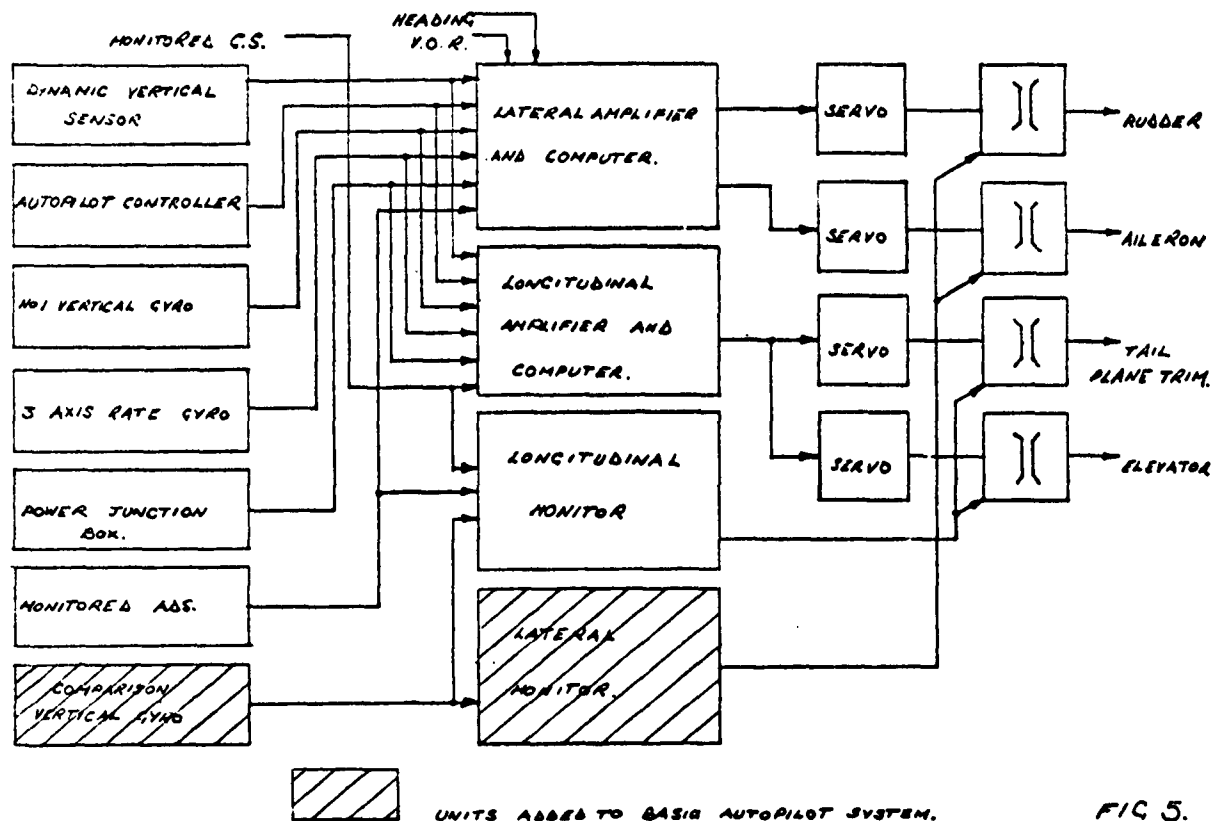 HEADING
V.O.R.
MONITORED C.S.
DYNAMIC VERTICAL
SENSOR
AUTOPILOT CONTROLLER
NO1 VERTICAL GYRO
3 AXIS RATE GYRO
POWER JUNCTION
BOX.
MONITORED ADS.
COMPARISON
VERTICAL GYRO
LATERAL AMPLIFIER
AND COMPUTER.
LONGITUDINAL
AMPLIFIER AND
COMPUTER.
LONGITUDINAL
MONITOR
LATERAL
MONITOR.
SERVO
SERVO
SERVO
SERVO
RUDDER
AILERON
TAIL
PLANE TRIM.
ELEVATOR
UNITS ADDED TO BASIC AUTOPILOT SYSTEM.
FIG 5.